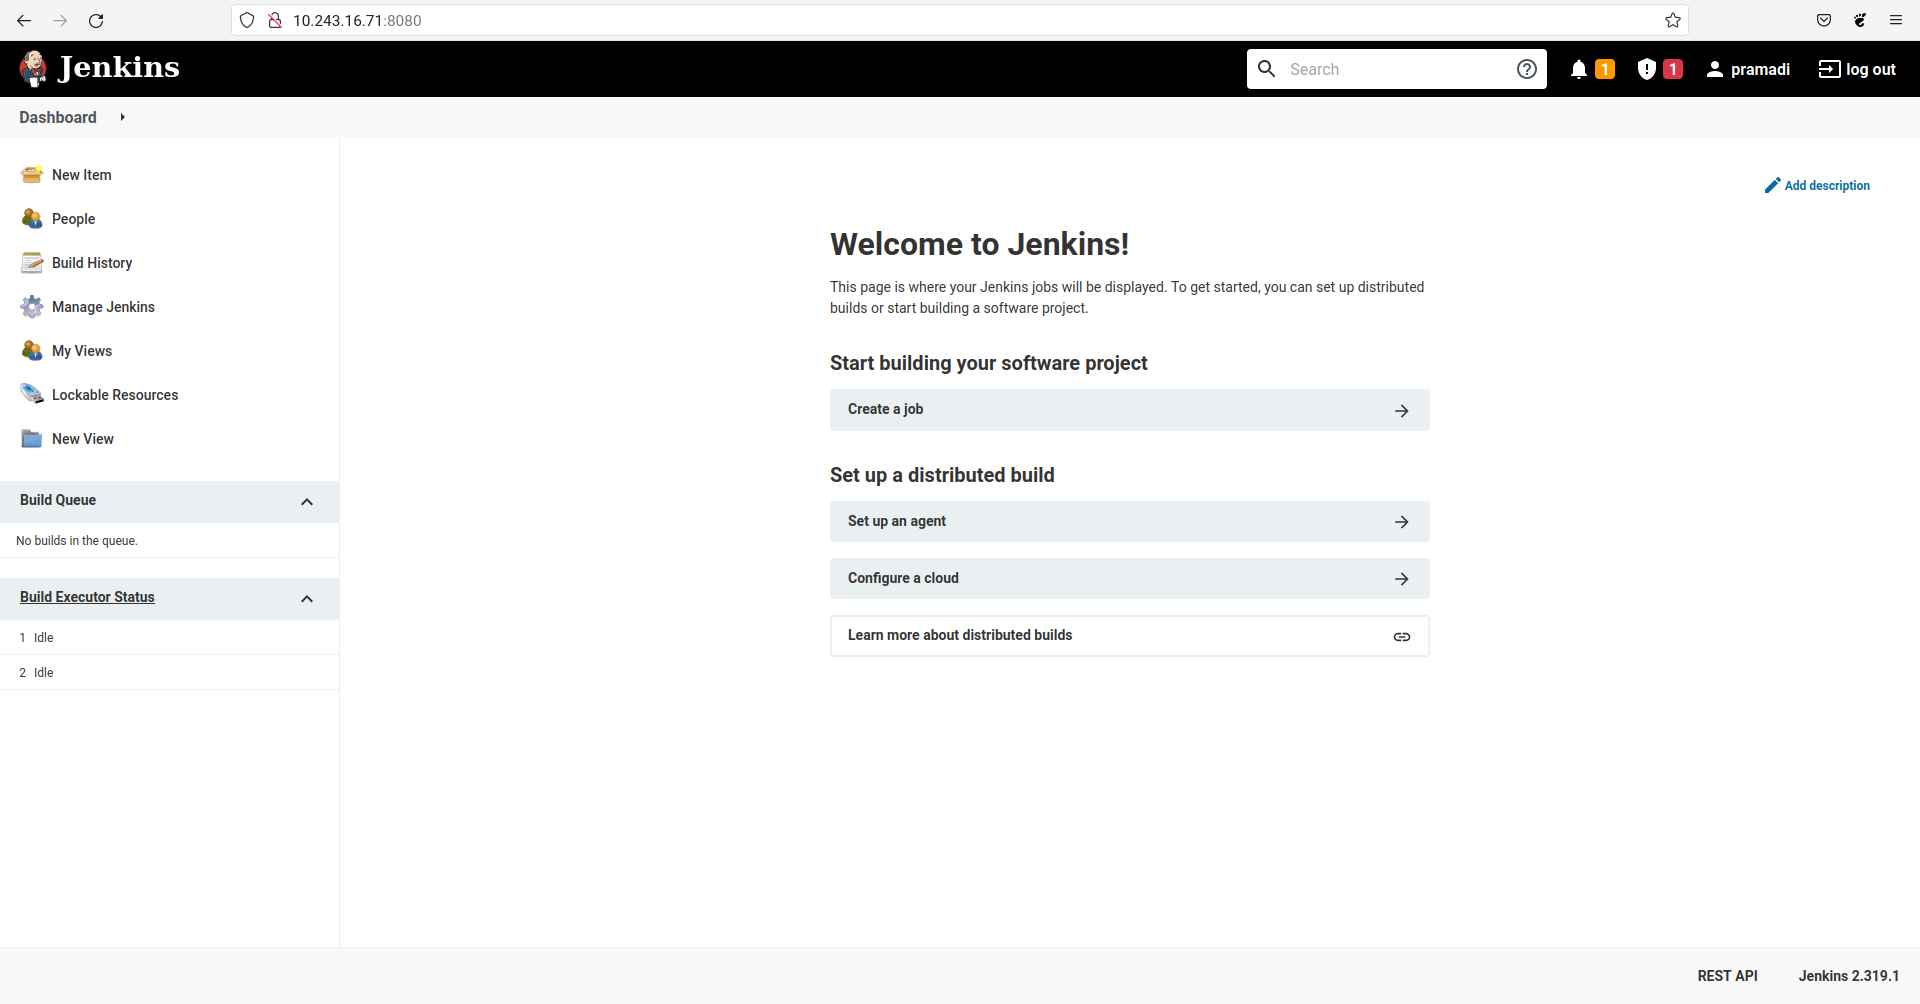 10.243.16.71:8080
Jenkins
Search
1
1
pramadi
log out
Dashboard
New Item
People
Build History
Manage Jenkins
My Views
Lockable Resources
New View
Build Queue
No builds in the queue.
Build Executor Status
1 Idle
2 Idle
Add description
Welcome to Jenkins!
This page is where your Jenkins jobs will be displayed. To get started, you can set up distributed
builds or start building a software project.
Start building your software project
Create a job
Set up a distributed build
Set up an agent
Configure a cloud
Learn more about distributed builds
REST API
Jenkins 2.319.1